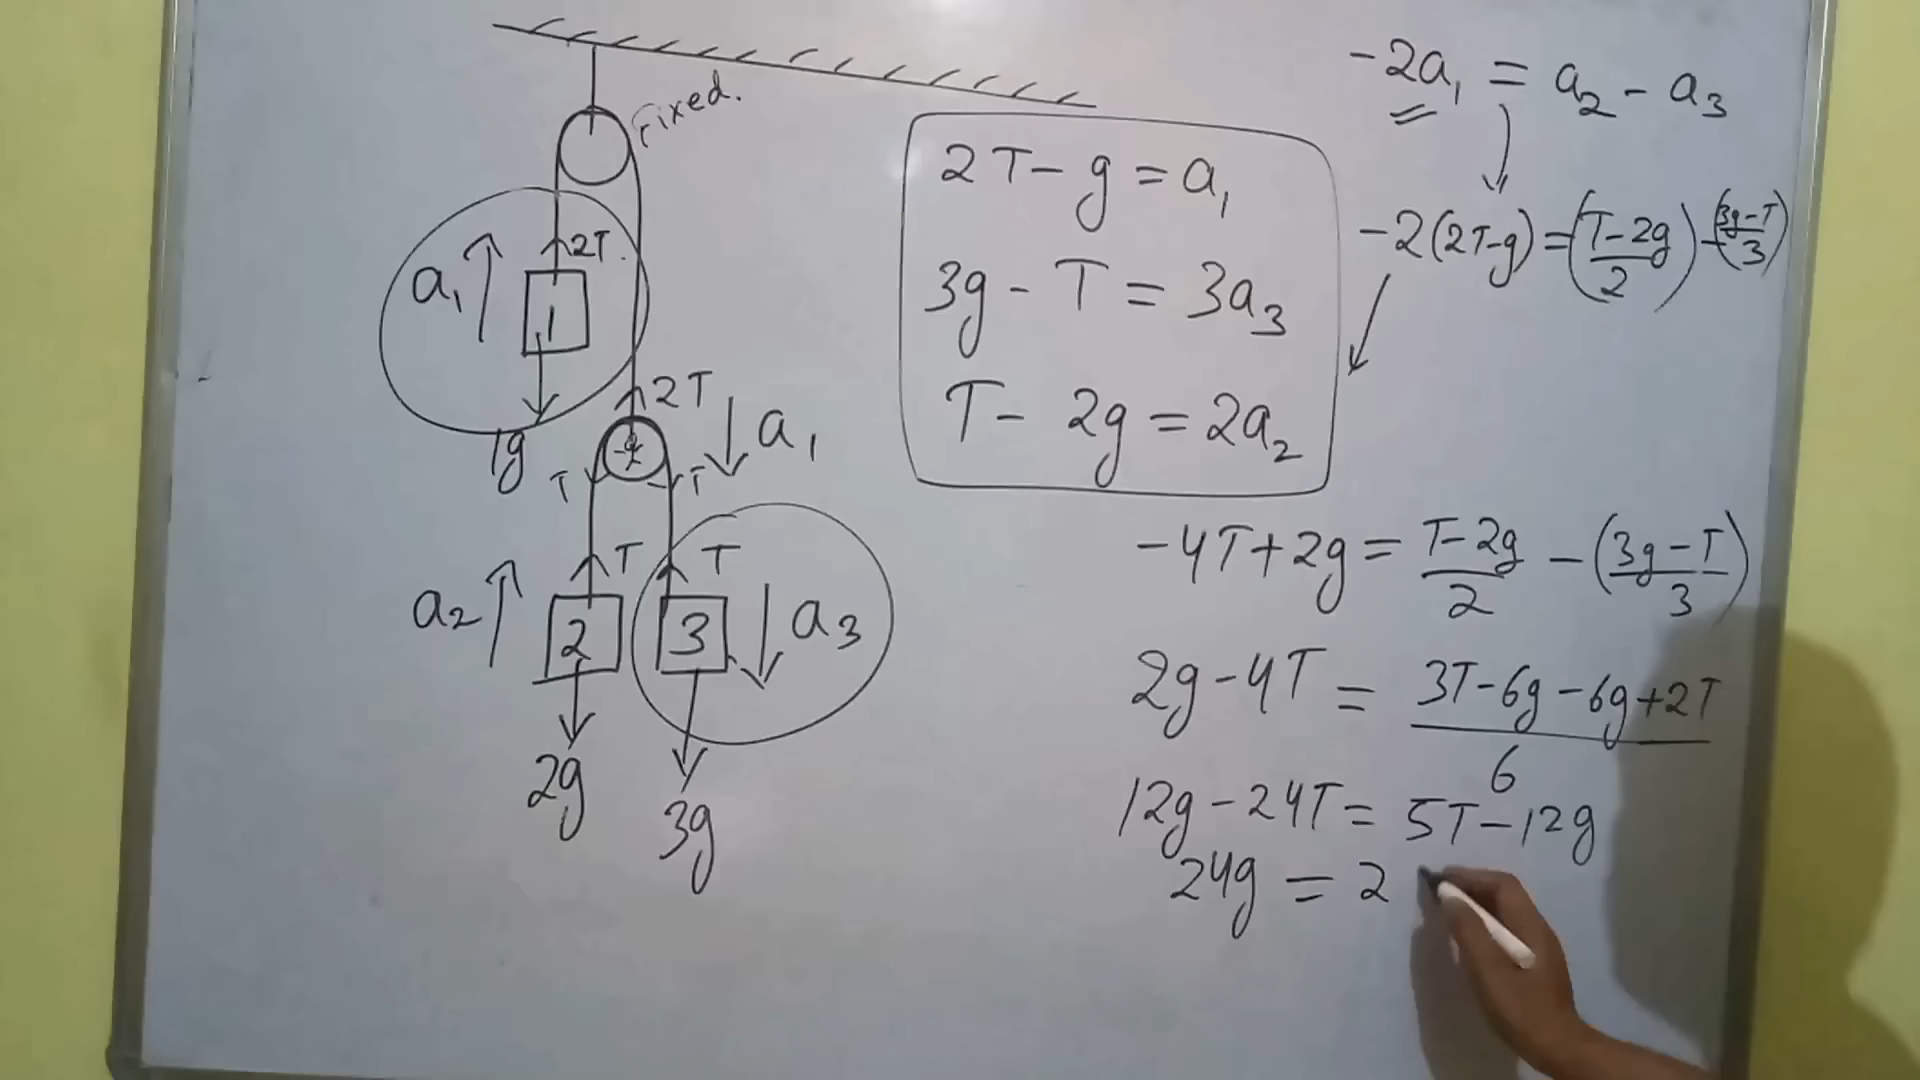 Fixed.
2T
a₁
1
1g
2T
a₁
T
T
T
T
a₂
2
3
a₃
2g
3g
2T - g = a₁
3g - T = 3a₃
T - 2g = 2a₂
-2a₁ = a₂ - a₃
-2(2T-g) = (T-2g)/2 - (3g-T)/3
-4T+2g = T-2g/2 - (3g-T/3)
2g-4T = 3T-6g-6g+2T/6
12g-24T = 5T-12g
24g = 2